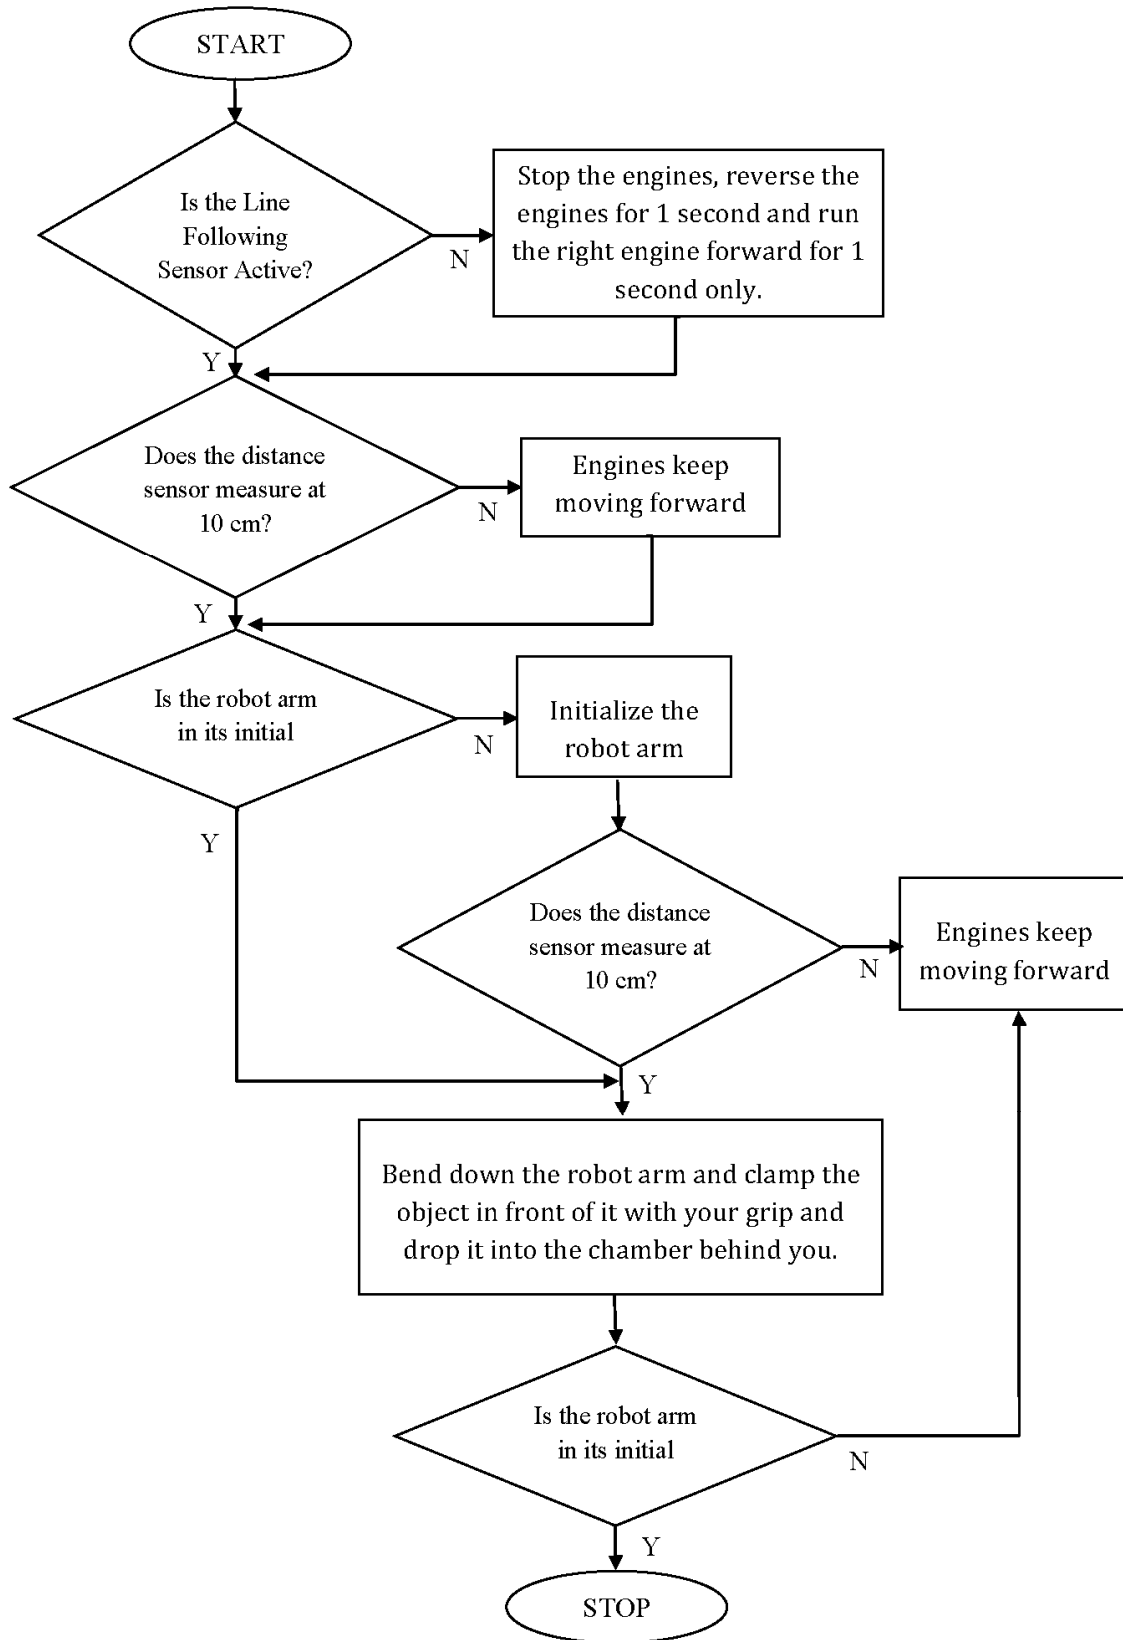 START
Is the Line
Following
Sensor Active?
N
Stop the engines, reverse the
engines for 1 second and run
the right engine forward for 1
second only.
Y
Does the distance
sensor measure at
10 cm?
N
Engines keep
moving forward
Y
Is the robot arm
in its initial
N
Initialize the
robot arm
Y
Does the distance
sensor measure at
10 cm?
N
Engines keep
moving forward
Y
Bend down the robot arm and clamp the
object in front of it with your grip and
drop it into the chamber behind you.
Is the robot arm
in its initial
N
Y
STOP